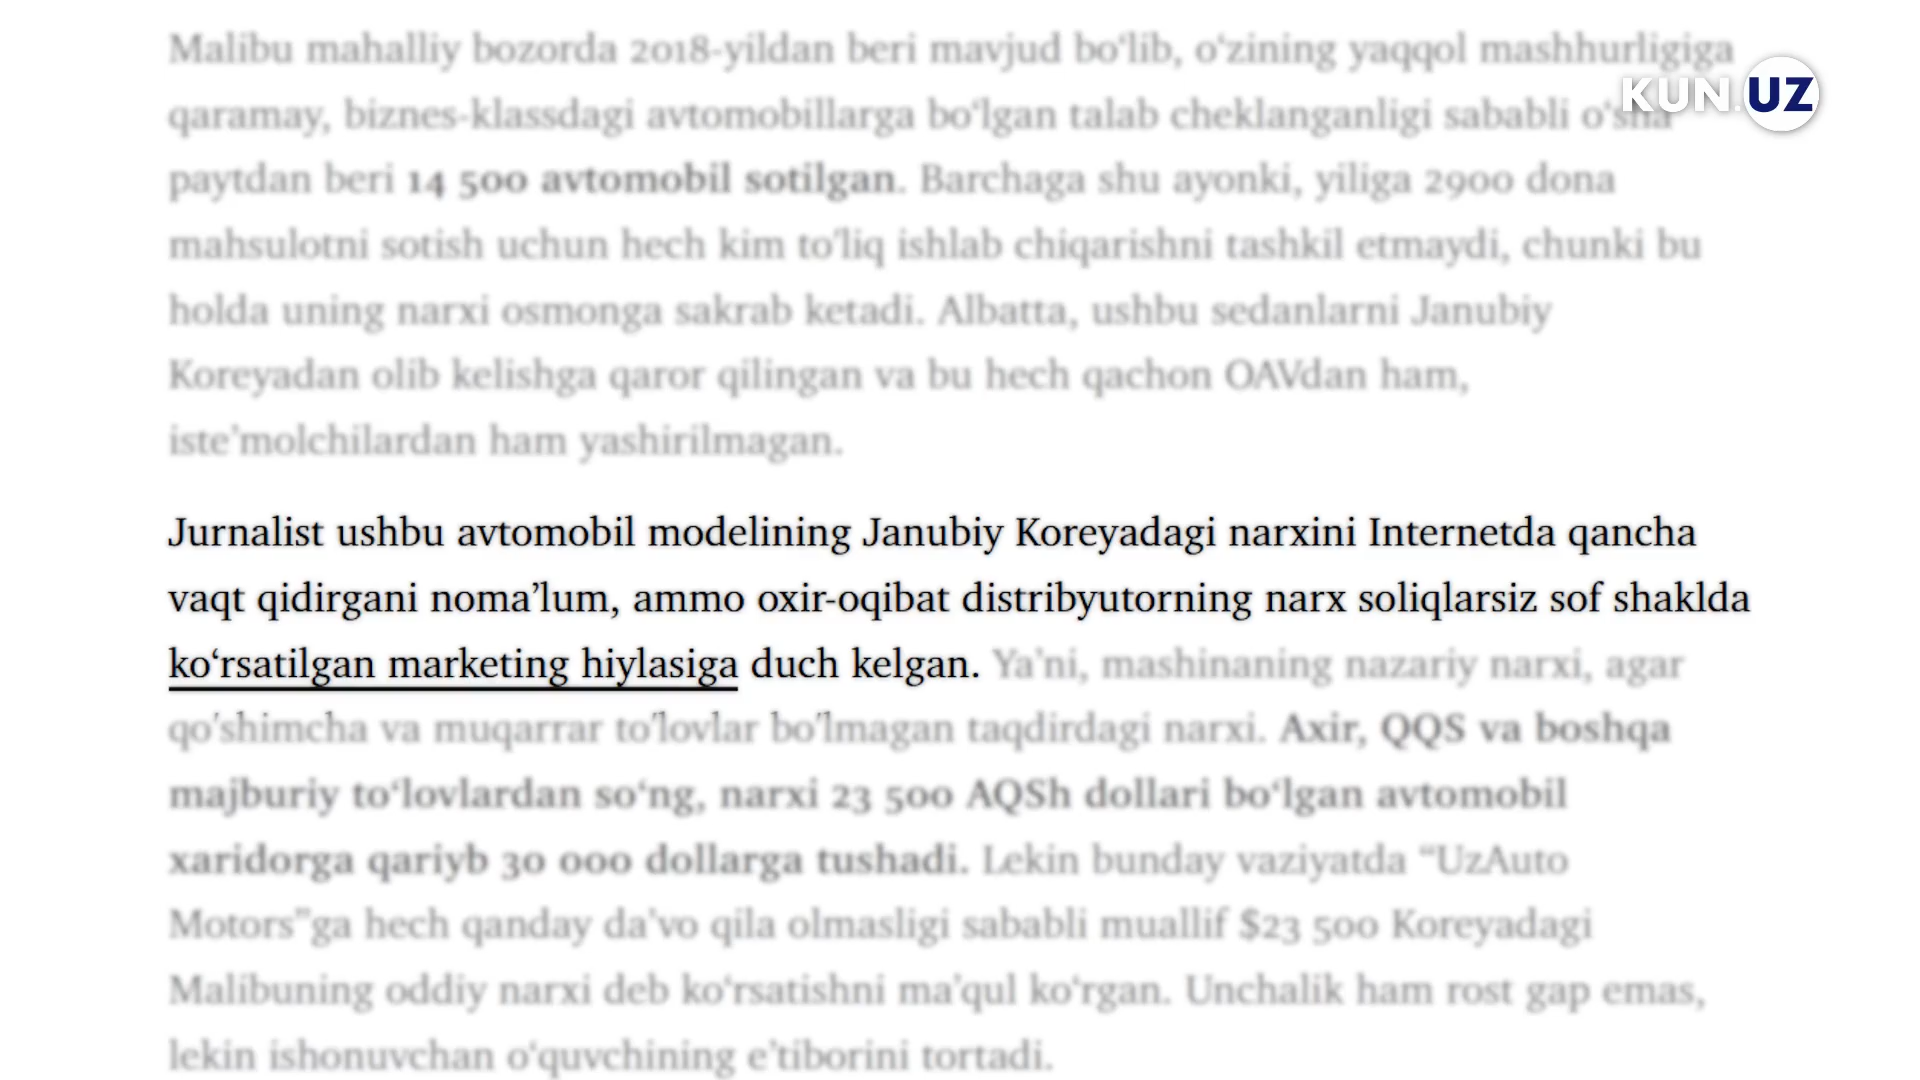 Malibu mahalliy bozorda 2018-yildan beri mavjud bo‘lib, o‘zining yaqqol mashhurligiga
KUN.UZ
qaramay, biznes-klassdagi avtomobillarga bo‘lgan talab cheklanganligi sababli o‘sha
paytdan beri 14 500 avtomobil sotilgan. Barchaga shu ayonki, yiliga 2900 dona
mahsulotni sotish uchun hech kim to'liq ishlab chiqarishni tashkil etmaydi, chunki bu
holda uning narxi osmonga sakrab ketadi. Albatta, ushbu sedanlarni Janubiy
Koreyadan olib kelishga qaror qilingan va bu hech qachon OAVdan ham,
iste’molchilardan ham yashirilmagan.
Jurnalist ushbu avtomobil modelining Janubiy Koreyadagi narxini Internetda qancha
vaqt qidirgani noma’lum, ammo oxir-oqibat distribyutorning narx soliqlarsiz sof shaklda
ko‘rsatilgan marketing hiylasiga duch kelgan. Ya’ni, mashinaning nazariy narxi, agar
qo'shimcha va muqarrar to'lovlar bo'lmagan taqdirdagi narxi. Axir, QQS va boshqa
majburiy to‘lovlardan so‘ng, narxi 23 500 AQSh dollari bo‘lgan avtomobil
xaridorga qariyb 30 000 dollarga tushadi. Lekin bunday vaziyatda “UzAuto
Motors”ga hech qanday da’vo qila olmasligi sababli muallif $23 500 Koreyadagi
Malibuning oddiy narxi deb ko‘rsatishni ma’qul ko‘rgan. Unchalik ham rost gap emas,
lekin ishonuvchan o‘quvchining e’tiborini tortadi.